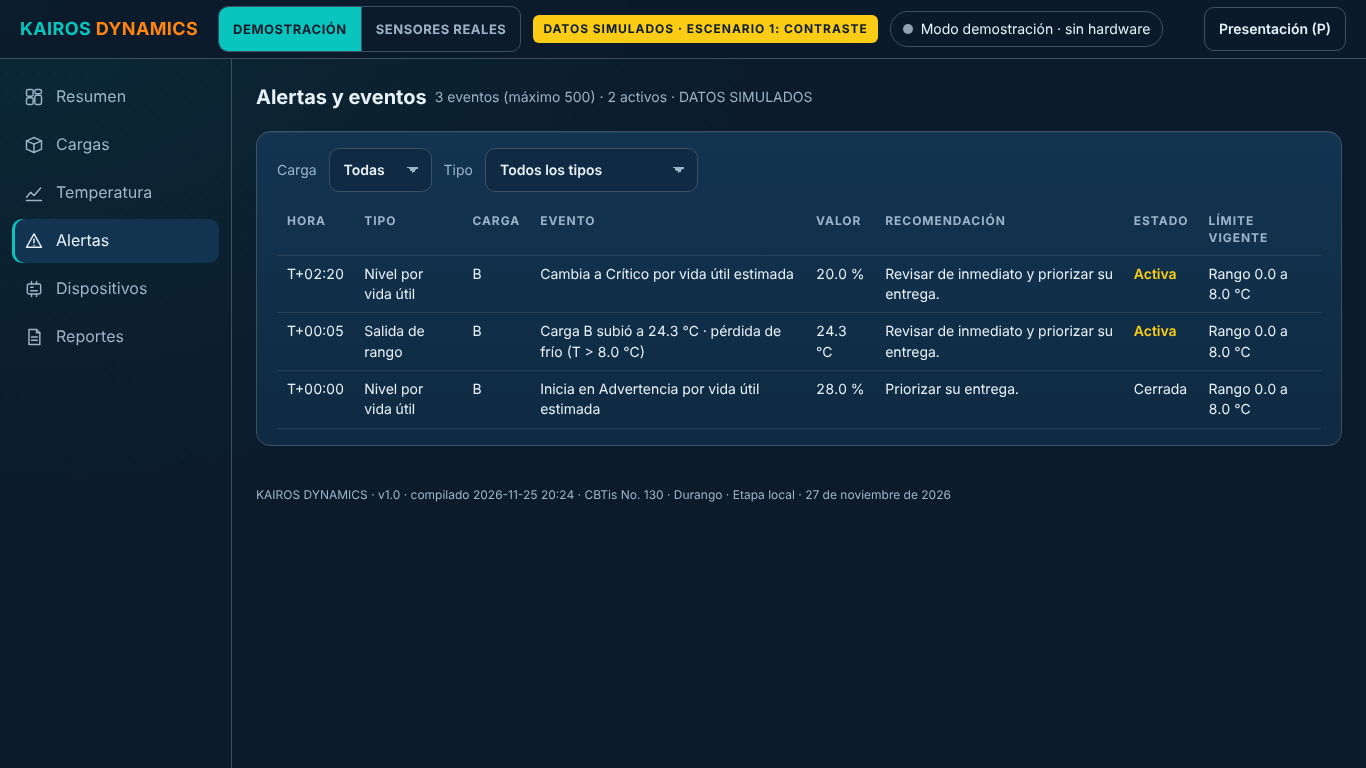 KAIROS DYNAMICS
DEMOSTRACIÓN
SENSORES REALES
DATOS SIMULADOS · ESCENARIO 1: CONTRASTE
Modo demostración · sin hardware
Presentación (P)
Resumen
Cargas
Temperatura
Alertas
Dispositivos
Reportes
Alertas y eventos 3 eventos (máximo 500) · 2 activos · DATOS SIMULADOS
Carga Todas Tipo Todos los tipos
HORA TIPO CARGA EVENTO VALOR RECOMENDACIÓN ESTADO LÍMITE
VIGENTE
T+02:20 Nivel por B Cambia a Crítico por vida útil estimada 20.0 % Revisar de inmediato y priorizar su Activa Rango 0.0 a
vida útil entrega. 8.0 °C
T+00:05 Salida de B Carga B subió a 24.3 °C · pérdida de 24.3 Revisar de inmediato y priorizar su Activa Rango 0.0 a
rango frío (T > 8.0 °C) °C entrega. 8.0 °C
T+00:00 Nivel por B Inicia en Advertencia por vida útil 28.0 % Priorizar su entrega. Cerrada Rango 0.0 a
vida útil estimada 8.0 °C
KAIROS DYNAMICS · v1.0 · compilado 2026-11-25 20:24 · CBTis No. 130 · Durango · Etapa local · 27 de noviembre de 2026